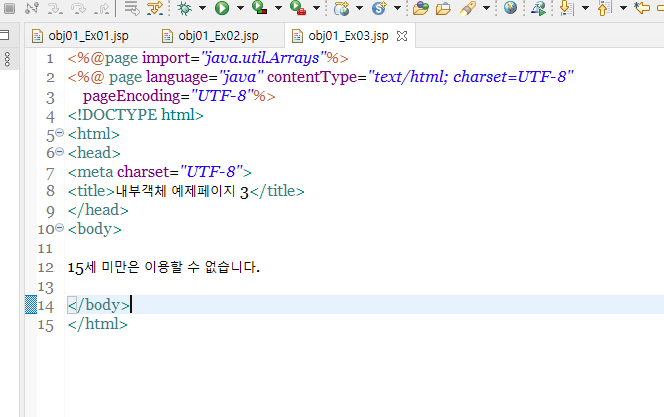 obj01_Ex01.jsp obj01_Ex02.jsp obj01_Ex03.jsp
1 <%@page import="java.util.Arrays"%>
2 <%@ page language="java" contentType="text/html; charset=UTF-8"
3 pageEncoding="UTF-8"%>
4 <!DOCTYPE html>
5 <html>
6 <head>
7 <meta charset="UTF-8">
8 <title>내부객체 예제페이지 3</title>
9 </head>
10 <body>
11
12 15세 미만은 이용할 수 없습니다.
13
14 </body>
15 </html>